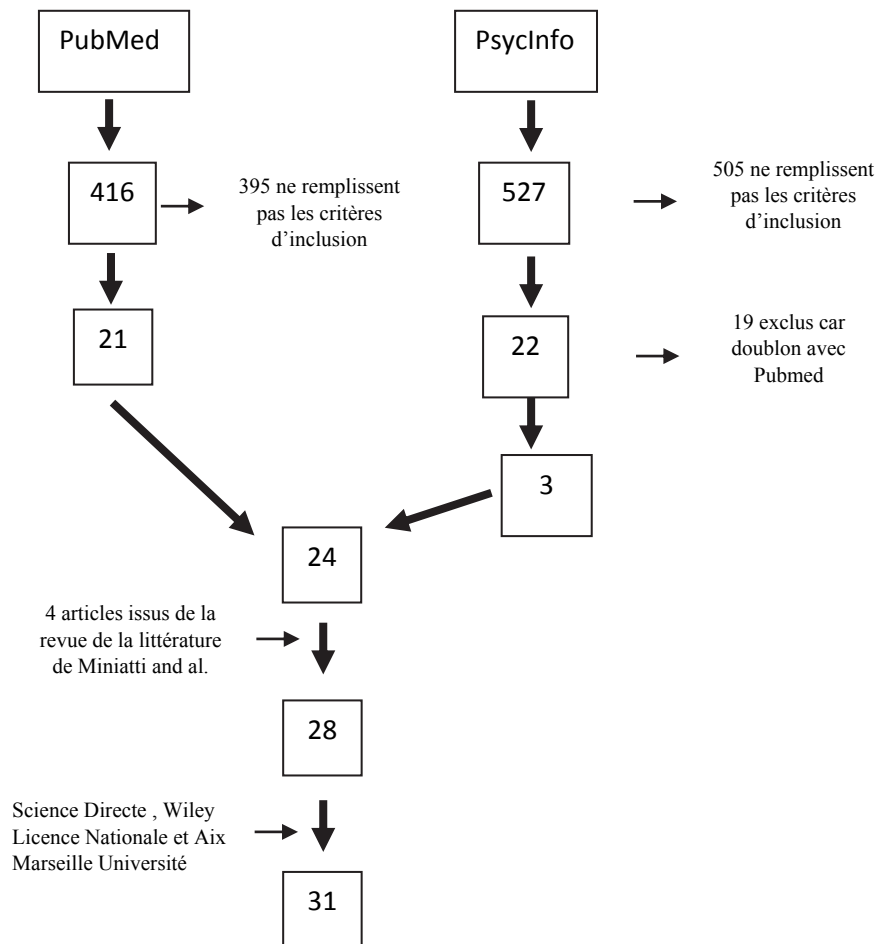 PubMed
PsycInfo
416
395 ne remplissent
pas les critères
d'inclusion
527
505 ne remplissent
pas les critères
d'inclusion
21
22
19 exclus car
doublon avec
Pubmed
3
24
4 articles issus de la
revue de la littérature
de Miniatti and al.
28
Science Directe , Wiley
Licence Nationale et Aix
Marseille Université
31